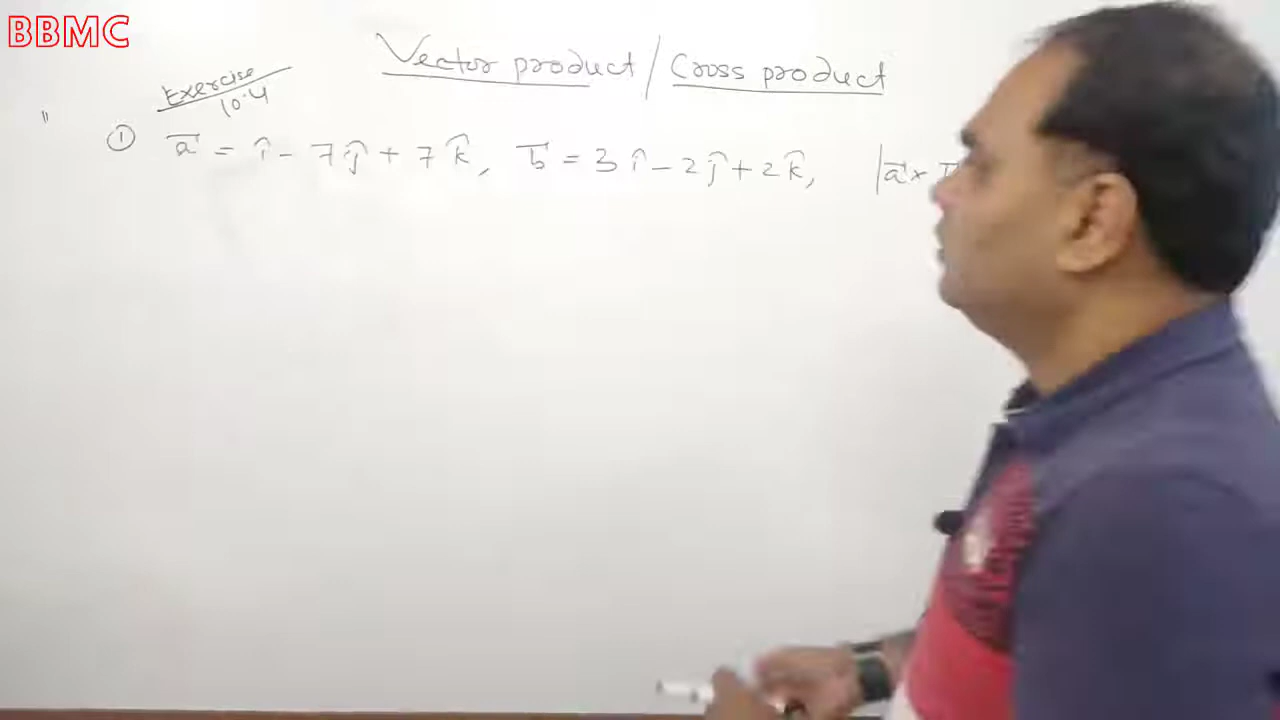 BBMC
Vector product / Cross product
Exercise
10.4
① a⃗ = î - 7ĵ + 7k̂, b⃗ = 3î - 2ĵ + 2k̂, |a⃗ ×